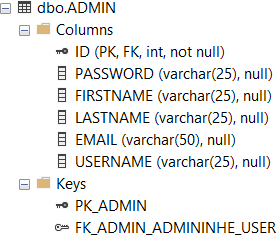 dbo.ADMIN
Columns
ID (PK, FK, int, not null)
PASSWORD (varchar(25), null)
FIRSTNAME (varchar(25), null)
LASTNAME (varchar(25), null)
EMAIL (varchar(50), null)
USERNAME (varchar(25), null)
Keys
PK_ADMIN
FK_ADMIN_ADMININHE_USER